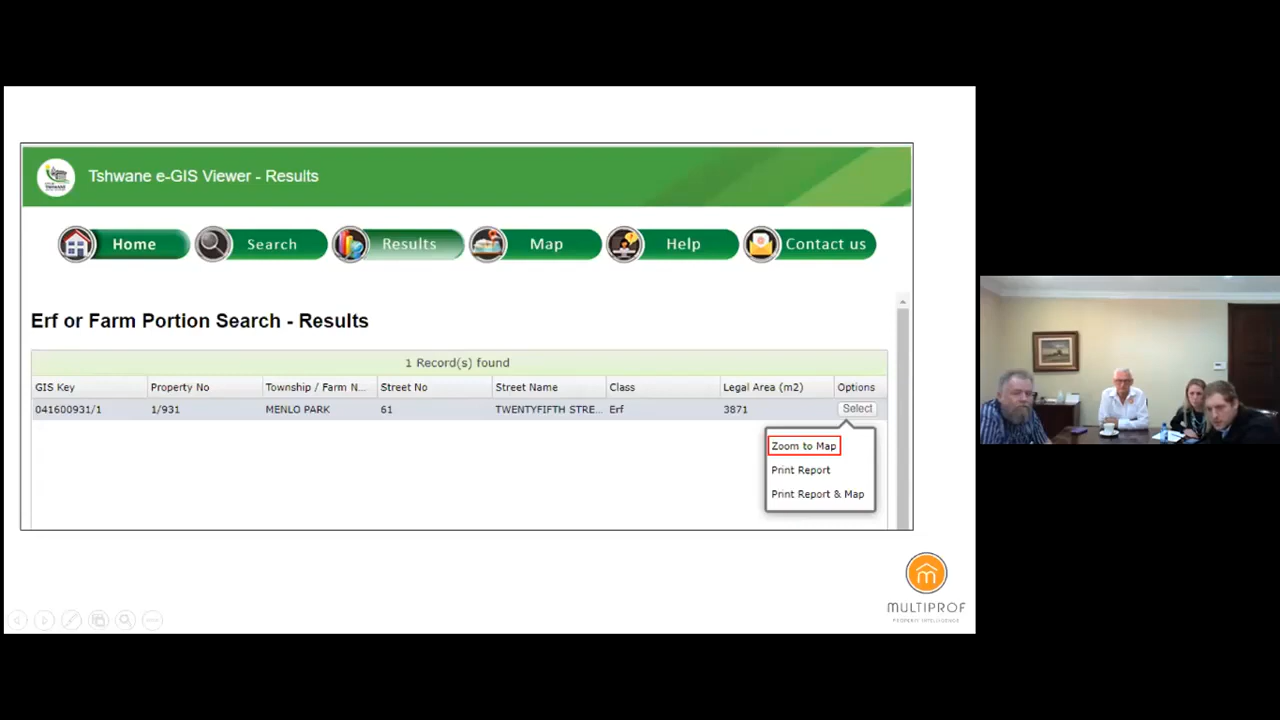 Tshwane e-GIS Viewer - Results
Home Search Results Map Help Contact us
Erf or Farm Portion Search - Results
1 Record(s) found
GIS Key Property No Township / Farm N... Street No Street Name Class Legal Area (m2) Options
041600931/1 1/931 MENLO PARK 61 TWENTYFIFTH STRE... Erf 3871 Select
Zoom to Map
Print Report
Print Report & Map
MULTIPROF
PROPERTY INTELLIGENCE